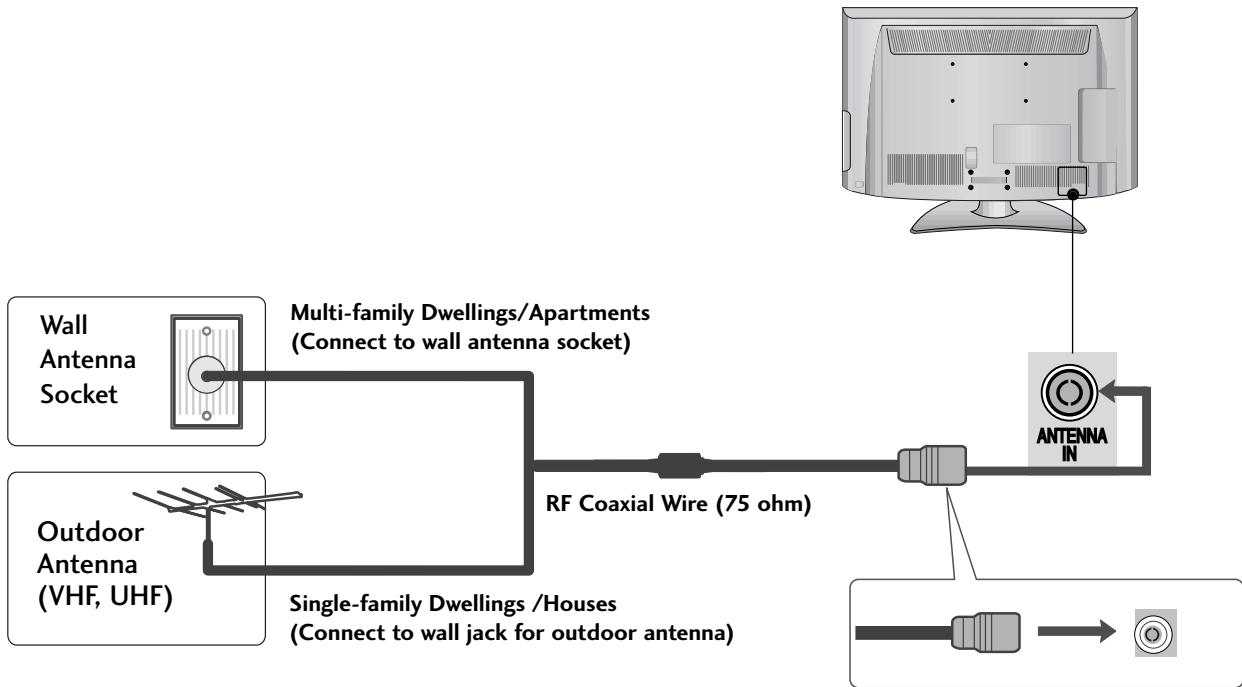 Wall
Antenna
Socket
Multi-family Dwellings/Apartments
(Connect to wall antenna socket)
ANTENNA
IN
RF Coaxial Wire (75 ohm)
Outdoor
Antenna
(VHF, UHF)
Single-family Dwellings /Houses
(Connect to wall jack for outdoor antenna)